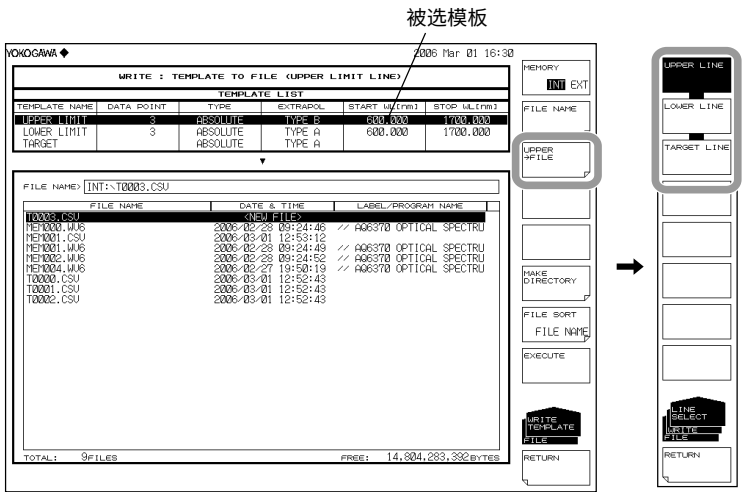 被选模板
YOKOGAWA ◆ 2006 Mar 01 16:30
WRITE : TEMPLATE TO FILE (UPPER LIMIT LINE)
TEMPLATE LIST
TEMPLATE NAME DATA POINT TYPE EXTRAPOL START WL[nm] STOP WL[nm]
UPPER LIMIT 3 ABSOLUTE TYPE B 600.000 1700.000
LOWER LIMIT 3 ABSOLUTE TYPE A 600.000 1700.000
TARGET ABSOLUTE TYPE A
▼
FILE NAME> INT:\T0003.CSV
FILE NAME DATE & TIME LABEL/PROGRAM NAME
T0003.CSV <NEW FILE>
MEM000.WV6 2006/02/28 09:24:46 // AQ6370 OPTICAL SPECTRU
MEM001.CSV 2006/03/01 12:53:12
MEM001.WV6 2006/02/28 09:24:49 // AQ6370 OPTICAL SPECTRU
MEM002.WV6 2006/02/28 09:24:52 // AQ6370 OPTICAL SPECTRU
MEM004.WV6 2006/02/27 19:50:19 // AQ6370 OPTICAL SPECTRU
T0000.CSV 2006/03/01 12:52:43
T0001.CSV 2006/03/01 12:52:43
T0002.CSV 2006/03/01 12:52:43
TOTAL: 9FILES FREE: 14,804,283,392BYTES
MEMORY
INT EXT
FILE NAME
UPPER
→FILE
MAKE
DIRECTORY
FILE SORT
FILE NAME
EXECUTE
WRITE
TEMPLATE
FILE
RETURN
➡
UPPER LINE
LOWER LINE
TARGET LINE
LINE
SELECT
WRITE
FILE
RETURN